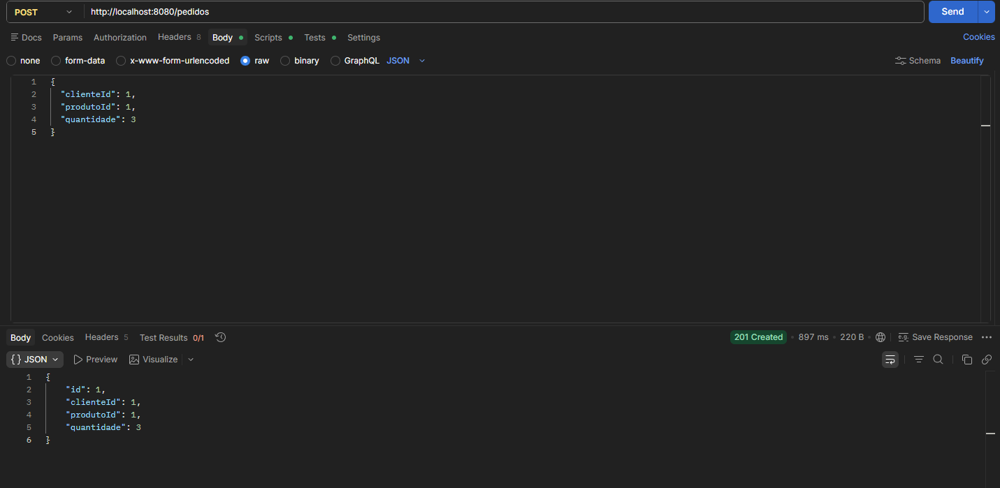 POST http://localhost:8080/pedidos Send
Docs Params Authorization Headers 8 Body Scripts Tests Settings Cookies
none form-data x-www-form-urlencoded raw binary GraphQL JSON Schema Beautify
1 {
2 "clienteId": 1,
3 "produtoId": 1,
4 "quantidade": 3
5 }
Body Cookies Headers 5 Test Results 0/1 201 Created 897 ms 220 B e.g. Save Response
{} JSON Preview Visualize
1 {
2 "id": 1,
3 "clienteId": 1,
4 "produtoId": 1,
5 "quantidade": 3
6 }